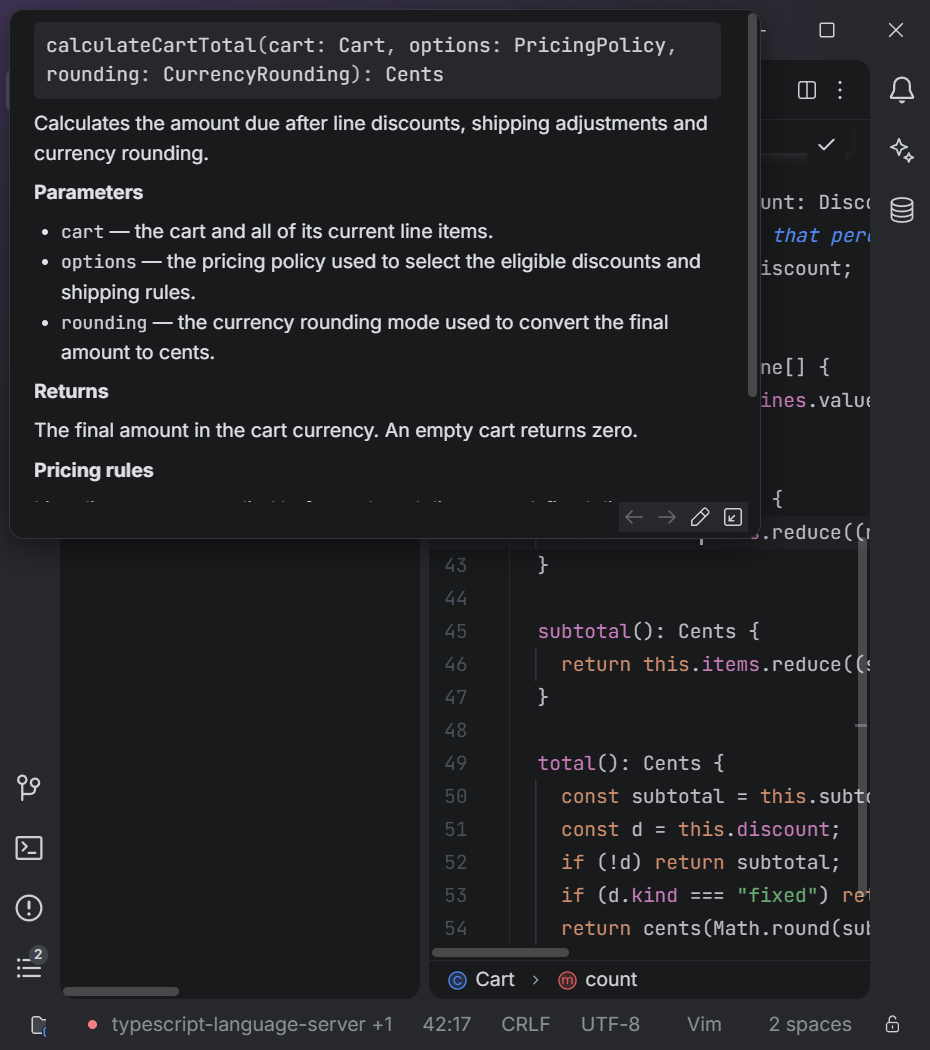 calculateCartTotal(cart: Cart, options: PricingPolicy,
rounding: CurrencyRounding): Cents
Calculates the amount due after line discounts, shipping adjustments and
currency rounding.
Parameters
• cart — the cart and all of its current line items.
• options — the pricing policy used to select the eligible discounts and
shipping rules.
• rounding — the currency rounding mode used to convert the final
amount to cents.
Returns
The final amount in the cart currency. An empty cart returns zero.
Pricing rules
that
ne[] {
ines.value
{
.reduce((
43 }
44
45 subtotal(): Cents {
46 return this.items.reduce((s
47 }
48
49 total(): Cents {
50 const subtotal = this.subto
51 const d = this.discount;
52 if (!d) return subtotal;
53 if (d.kind === "fixed") ret
54 return cents(Math.round(sub
Cart › count
2
typescript-language-server +1 42:17 CRLF UTF-8 Vim 2 spaces